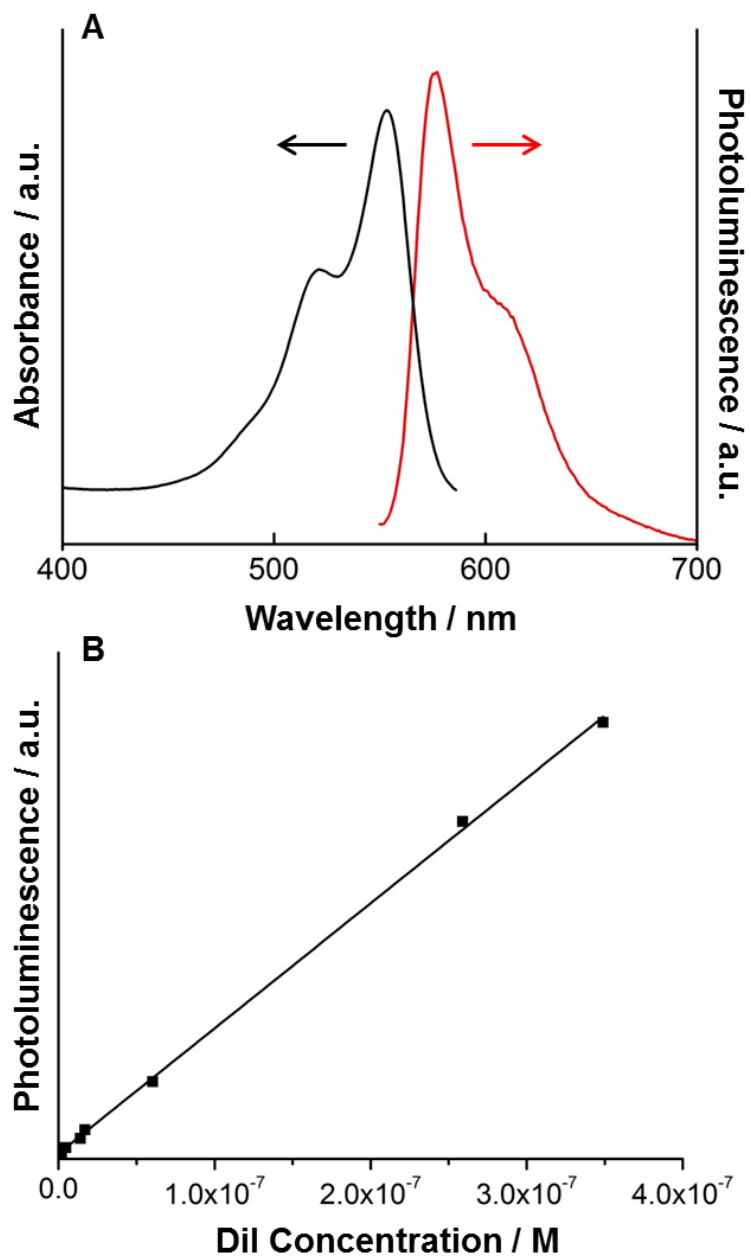 A
Absorbance / a.u.
Photoluminescence / a.u.
400
500
600
700
Wavelength / nm
B
Photoluminescence / a.u.
0.0
1.0x10⁻⁷
2.0x10⁻⁷
3.0x10⁻⁷
4.0x10⁻⁷
DiI Concentration / M